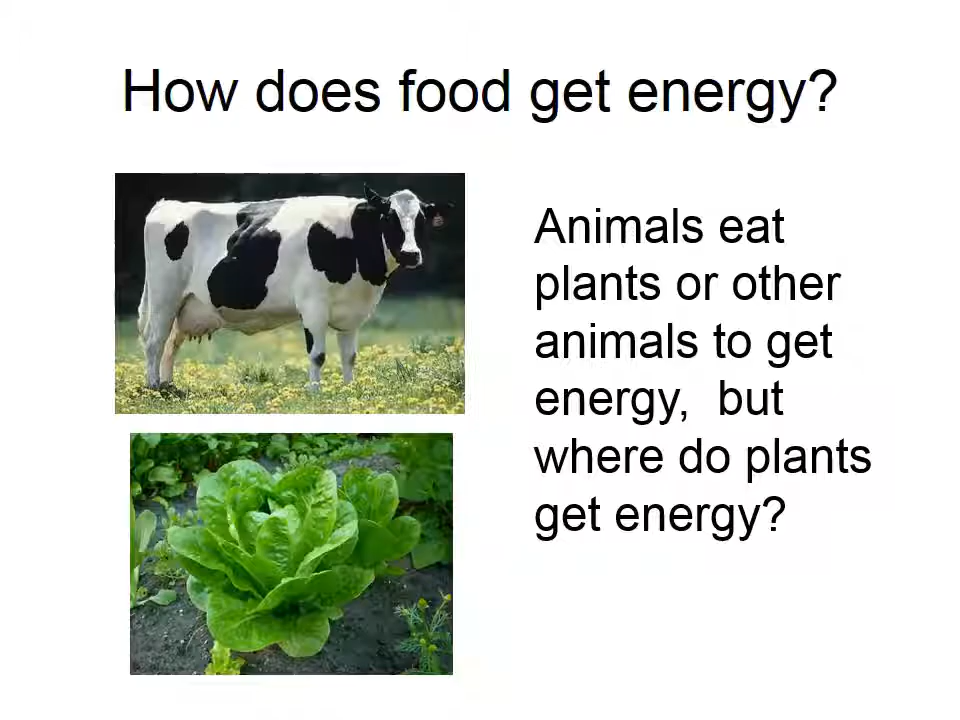 How does food get energy?
Animals eat
plants or other
animals to get
energy,  but
where do plants
get energy?